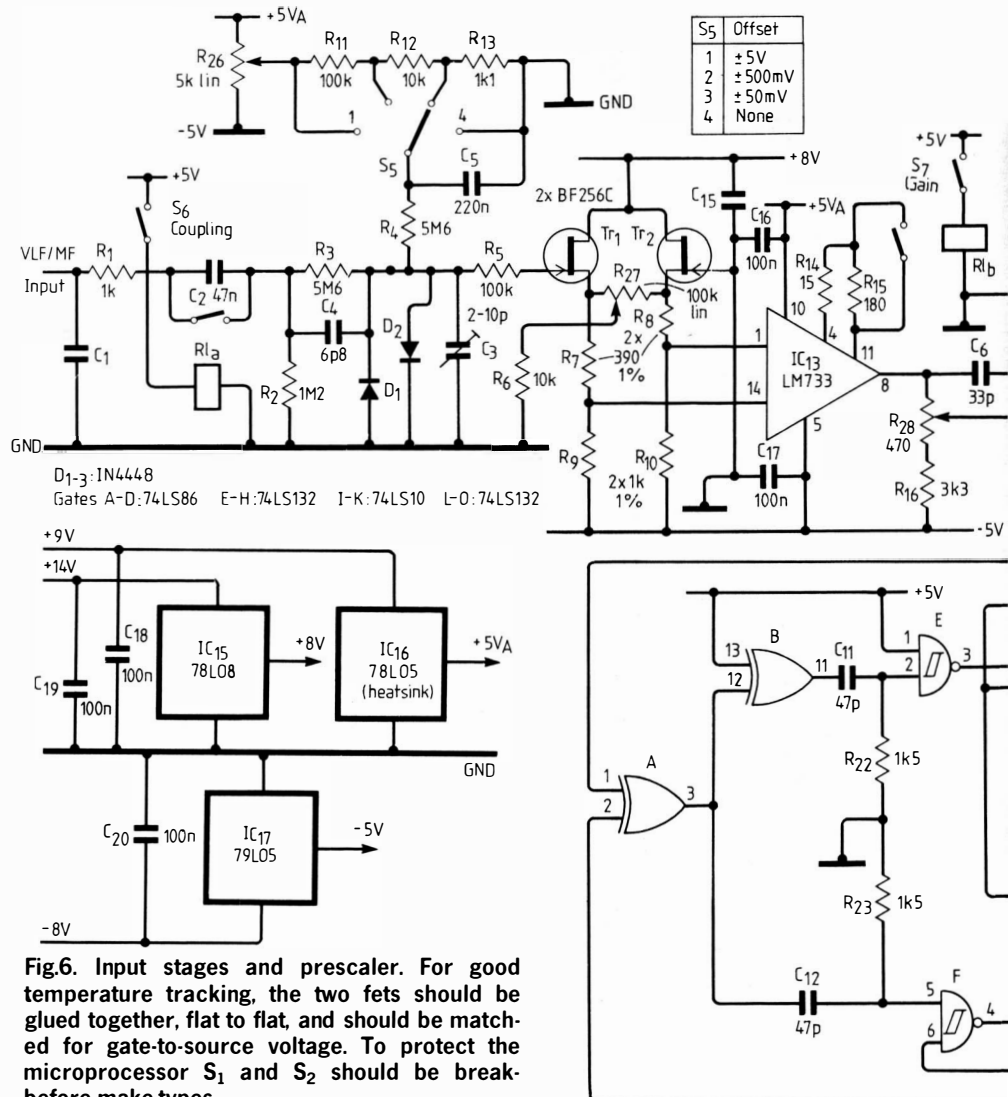 +5VA
R26
5k lin
-5V
R11
100k
R12
10k
R13
1k1
GND
1
4
S5
C5
220n
R4
5M6
S5 Offset
1 ±5V
2 ±500mV
3 ±50mV
4 None
+5V
S6
Coupling
VLF/MF
Input
R1
1k
C2 47n
R3
5M6
C4
6p8
R5
100k
D2
2-10p
C3
C1
R2 1M2
D1
Rla
GND
D1-3:IN4448
Gates A-D:74LS86 E-H:74LS132 I-K:74LS10 L-O:74LS132
+8V
2x BF256C
Tr1
Tr2
R27
100k
lin
R8
2x
390
1%
R7
R6
10k
R9
R10
2x1k
1%
C15
C16
100n
+5VA
R14
15
R15
180
10
4
11
1
14
IC13
LM733
8
5
C17
100n
+5V
S7
Gain
Rlb
C6
33p
R28
470
R16
3k3
-5V
+9V
+14V
C18
100n
C19
100n
IC15
78L08
+8V
IC16
78L05
(heatsink)
+5VA
GND
C20
100n
IC17
79L05
-5V
-8V
+5V
B
13
12
11
C11
47p
E
1
2
3
A
1
2
3
R22
1k5
R23
1k5
C12
47p
F
5
6
4
Fig.6. Input stages and prescaler. For good
temperature tracking, the two fets should be
glued together, flat to flat, and should be match-
ed for gate-to-source voltage. To protect the
microprocessor S1 and S2 should be break-
before make types